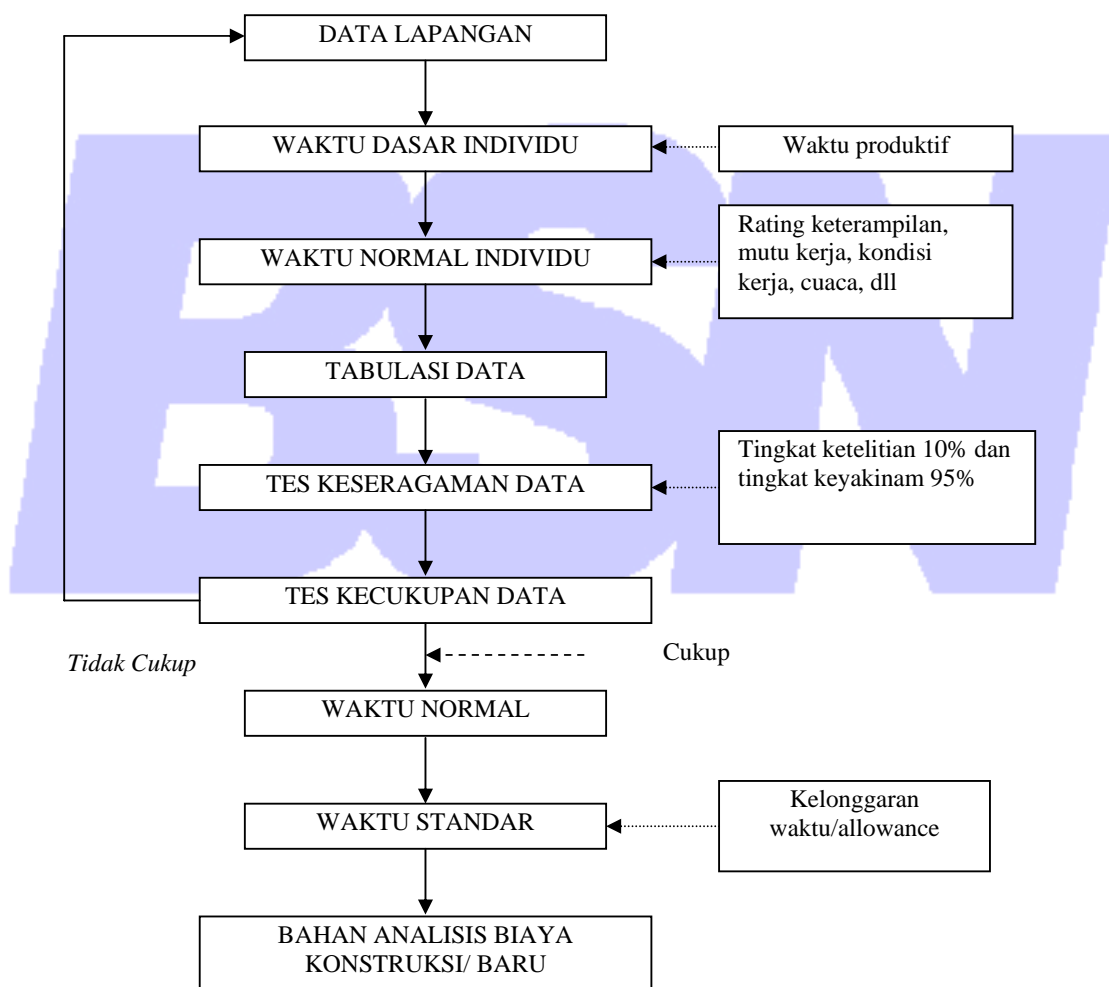 DATA LAPANGAN
WAKTU DASAR INDIVIDU
Waktu produktif
WAKTU NORMAL INDIVIDU
Rating keterampilan,
mutu kerja, kondisi
kerja, cuaca, dll
TABULASI DATA
TES KESERAGAMAN DATA
Tingkat ketelitian 10% dan
tingkat keyakinam 95%
TES KECUKUPAN DATA
Tidak Cukup
Cukup
WAKTU NORMAL
WAKTU STANDAR
Kelonggaran
waktu/allowance
BAHAN ANALISIS BIAYA
KONSTRUKSI/ BARU
BSN